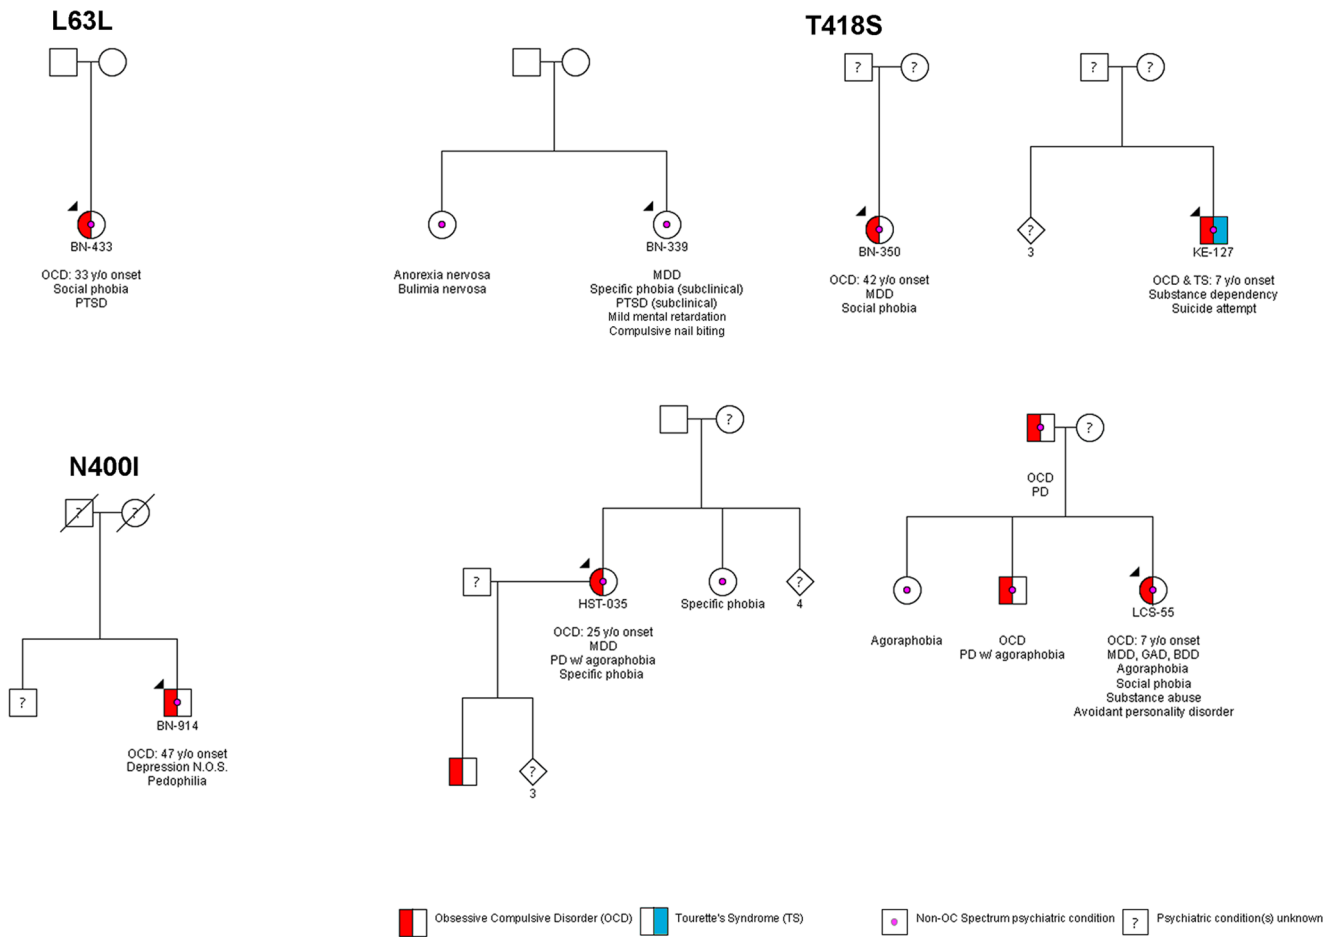 L63L
T418S
? ?
? ?
BN-433
OCD: 33 y/o onset
Social phobia
PTSD
Anorexia nervosa
Bulimia nervosa
BN-339
MDD
Specific phobia (subclinical)
PTSD (subclinical)
Mild mental retardation
Compulsive nail biting
BN-350
OCD: 42 y/o onset
MDD
Social phobia
?
3
KE-127
OCD & TS: 7 y/o onset
Substance dependency
Suicide attempt
N400I
? ?
?
BN-914
OCD: 47 y/o onset
Depression N.O.S.
Pedophilia
?
?
HST-035
OCD: 25 y/o onset
MDD
PD w/ agoraphobia
Specific phobia
Specific phobia
?
4
?
3
?
OCD
PD
Agoraphobia
OCD
PD w/ agoraphobia
LCS-55
OCD: 7 y/o onset
MDD, GAD, BDD
Agoraphobia
Social phobia
Substance abuse
Avoidant personality disorder
Obsessive Compulsive Disorder (OCD)
Tourette's Syndrome (TS)
Non-OC Spectrum psychiatric condition
? Psychiatric condition(s) unknown